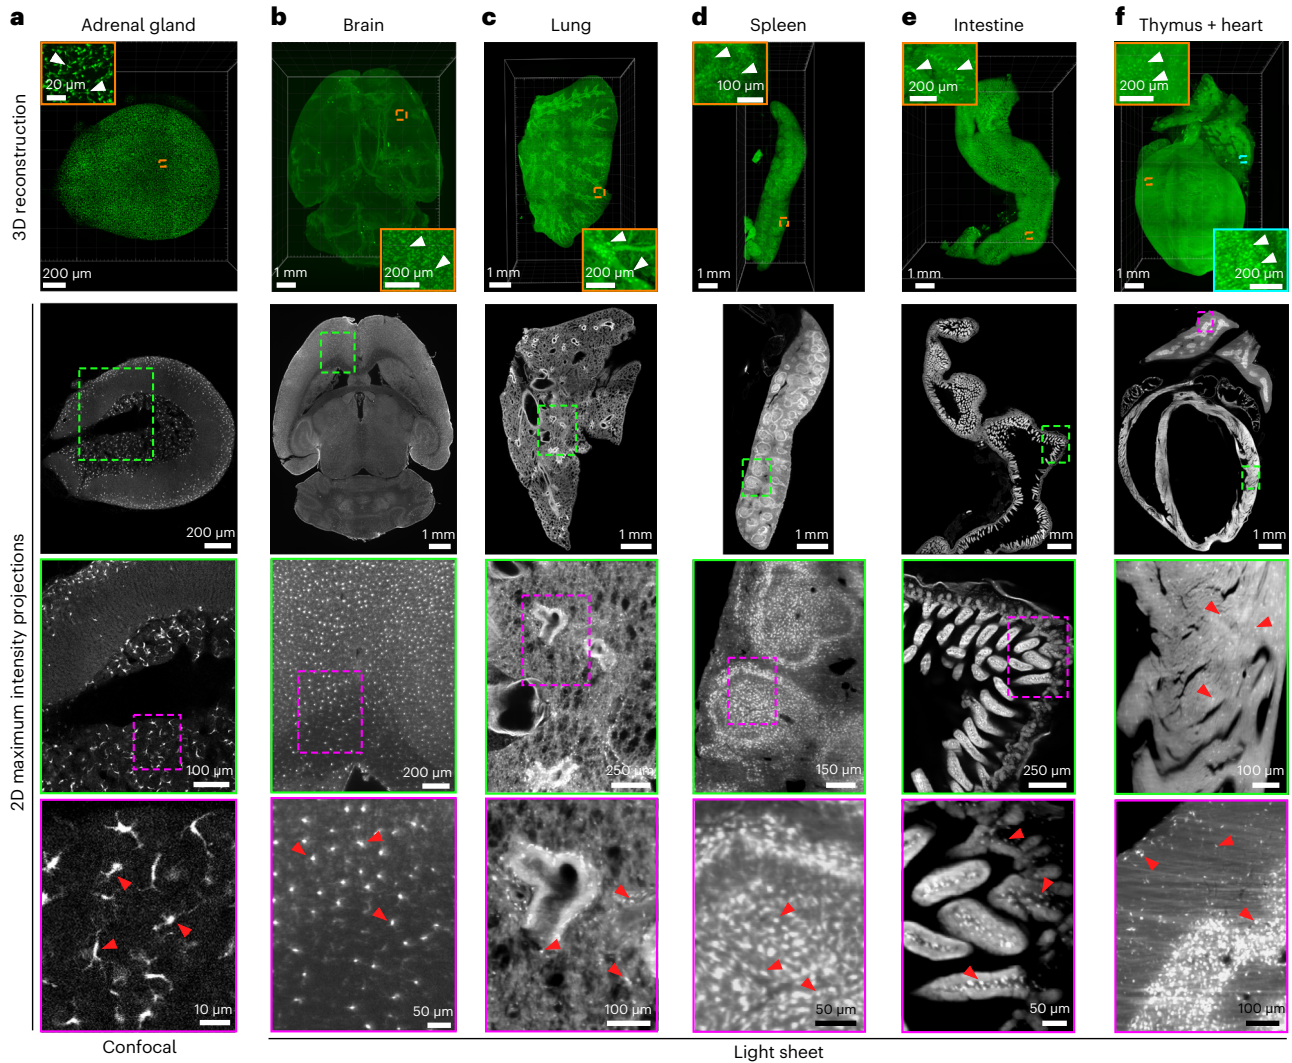 a Adrenal gland
b Brain
c Lung
d Spleen
e Intestine
f Thymus + heart
3D reconstruction
20 µm
200 µm
200 µm
1 mm
200 µm
1 mm
100 µm
1 mm
200 µm
1 mm
200 µm
1 mm
200 µm
2D maximum intensity projections
200 µm
1 mm
1 mm
1 mm
mm
1 mm
100 µm
200 µm
250 µm
150 µm
250 µm
100 µm
10 µm
50 µm
100 µm
50 µm
50 µm
100 µm
Confocal
Light sheet